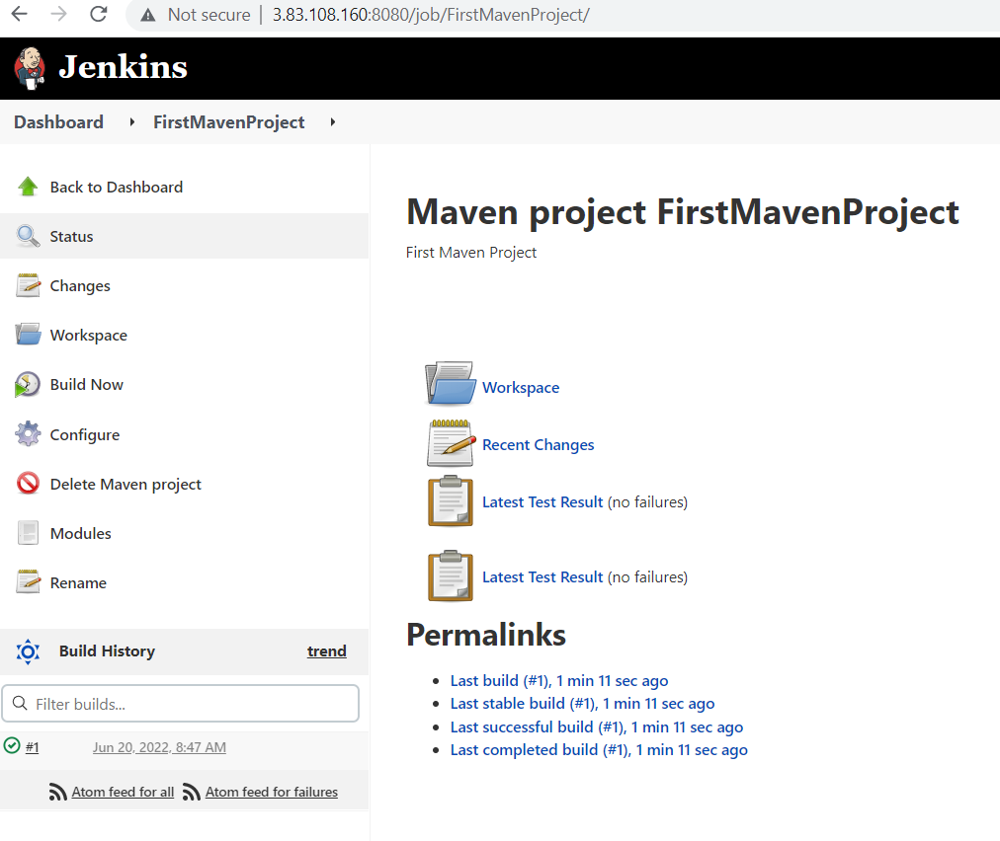 Not secure | 3.83.108.160:8080/job/FirstMavenProject/
Jenkins
Dashboard FirstMavenProject
Back to Dashboard
Status
Changes
Workspace
Build Now
Configure
Delete Maven project
Modules
Rename
Build History trend
Filter builds...
#1 Jun 20, 2022, 8:47 AM
Atom feed for all Atom feed for failures
Maven project FirstMavenProject
First Maven Project
Workspace
Recent Changes
Latest Test Result (no failures)
Latest Test Result (no failures)
Permalinks
Last build (#1), 1 min 11 sec ago
Last stable build (#1), 1 min 11 sec ago
Last successful build (#1), 1 min 11 sec ago
Last completed build (#1), 1 min 11 sec ago